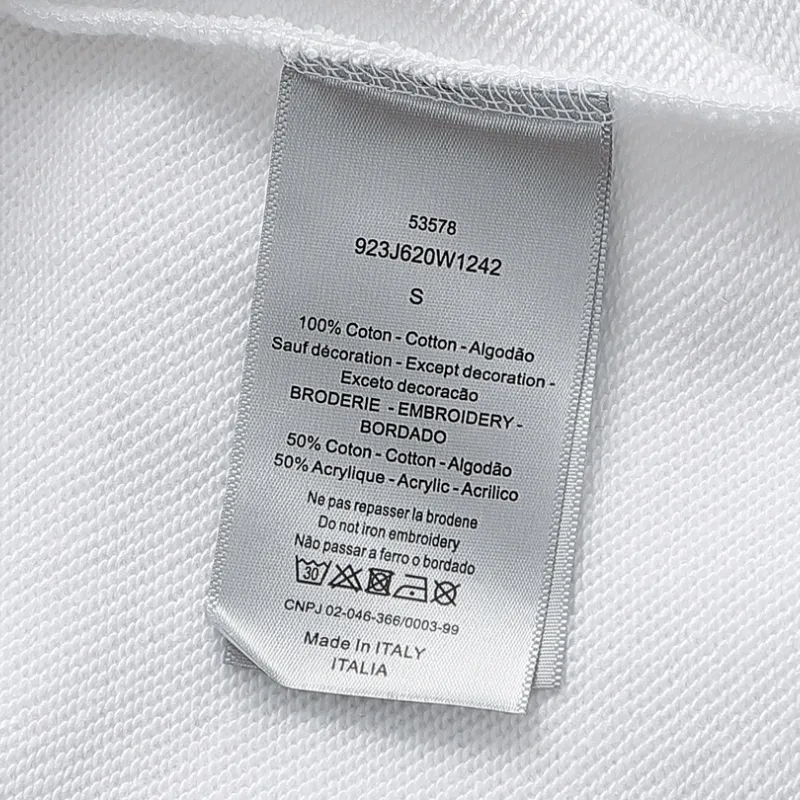 53578
923J620W1242
S
100% Coton - Cotton - Algodão
Sauf décoration - Except decoration -
Exceto decoracão
BRODERIE - EMBROIDERY -
BORDADO
50% Coton - Cotton - Algodão
50% Acrylique - Acrylic - Acrilico
Ne pas repasser la brodene
Do not iron embroidery
Não passar a ferro o bordado
30
CNPJ 02-046-366/0003-99
Made In ITALY
ITALIA